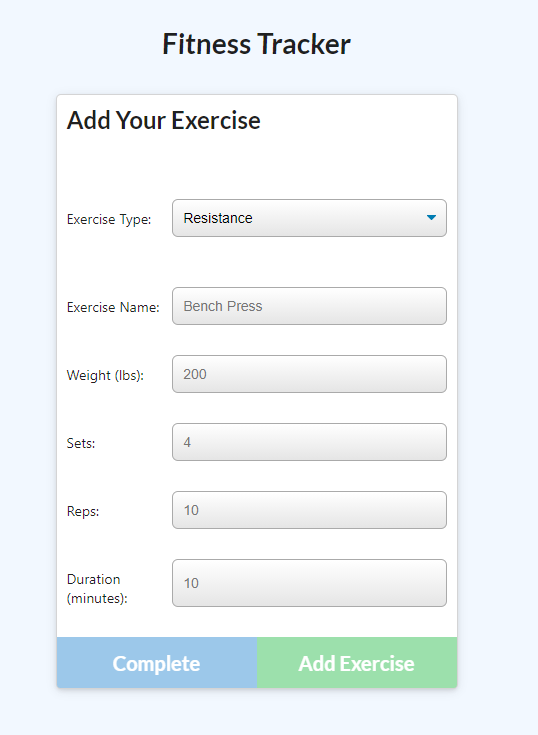 Fitness Tracker
Add Your Exercise
Exercise Type: Resistance
Exercise Name: Bench Press
Weight (lbs): 200
Sets: 4
Reps: 10
Duration
(minutes): 10
Complete Add Exercise